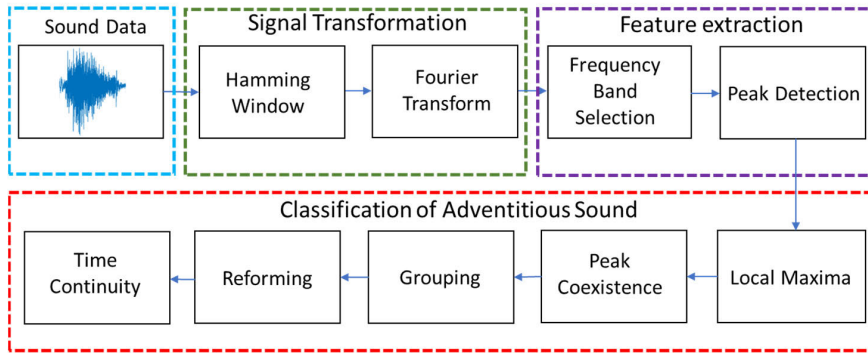 Sound Data
Signal Transformation
Hamming
Window
Fourier
Transform
Feature extraction
Frequency
Band
Selection
Peak Detection
Classification of Adventitious Sound
Time
Continuity
Reforming
Grouping
Peak
Coexistence
Local Maxima